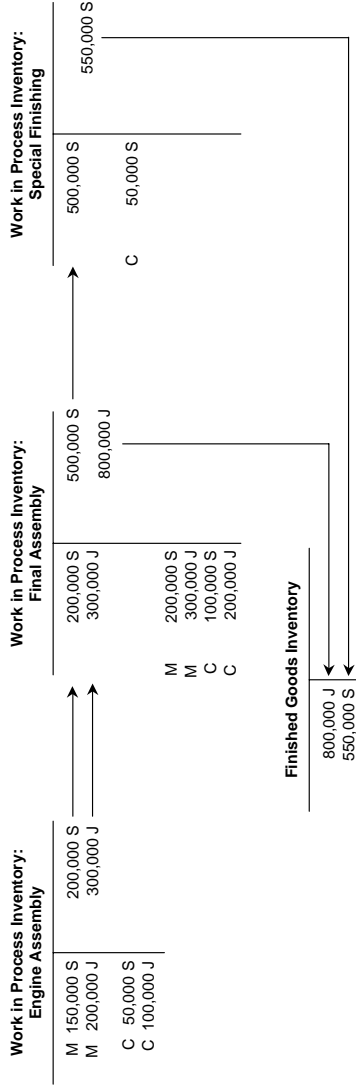 Work in Process Inventory:
Engine Assembly
M 150,000 S
M 200,000 J
C 50,000 S
C 100,000 J
200,000 S
300,000 J
Work in Process Inventory:
Final Assembly
200,000 S
300,000 J
M 200,000 S
M 300,000 J
C 100,000 S
C 200,000 J
500,000 S
800,000 J
Work in Process Inventory:
Special Finishing
500,000 S
C 50,000 S
550,000 S
Finished Goods Inventory
800,000 J
550,000 S